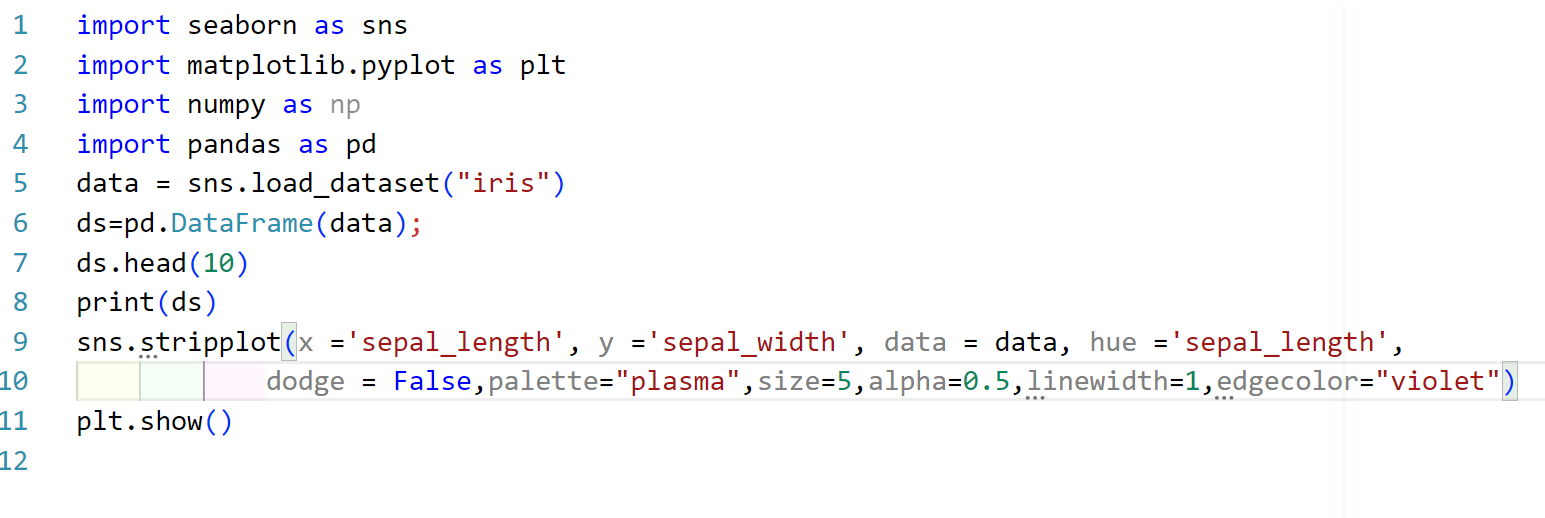 1 import seaborn as sns
2 import matplotlib.pyplot as plt
3 import numpy as np
4 import pandas as pd
5 data = sns.load_dataset("iris")
6 ds=pd.DataFrame(data);
7 ds.head(10)
8 print(ds)
9 sns.stripplot(x ='sepal_length', y ='sepal_width', data = data, hue ='sepal_length',
10 dodge = False,palette="plasma",size=5,alpha=0.5,linewidth=1,edgecolor="violet")
11 plt.show()
12